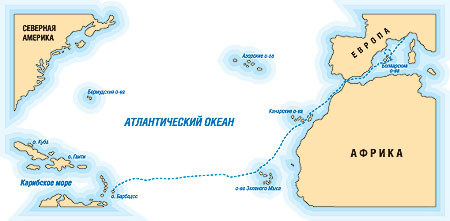 СЕВЕРНАЯ
АМЕРИКА
ЕВРОПА
Азорские о-ва
Балеарские
о-ва
Бермудские о-ва
АТЛАНТИЧЕСКИЙ ОКЕАН
Канарские о-ва
о. Куба
о. Гаити
АФРИКА
Карибское море
о. Барбадос
о-ва Зеленого Мыса